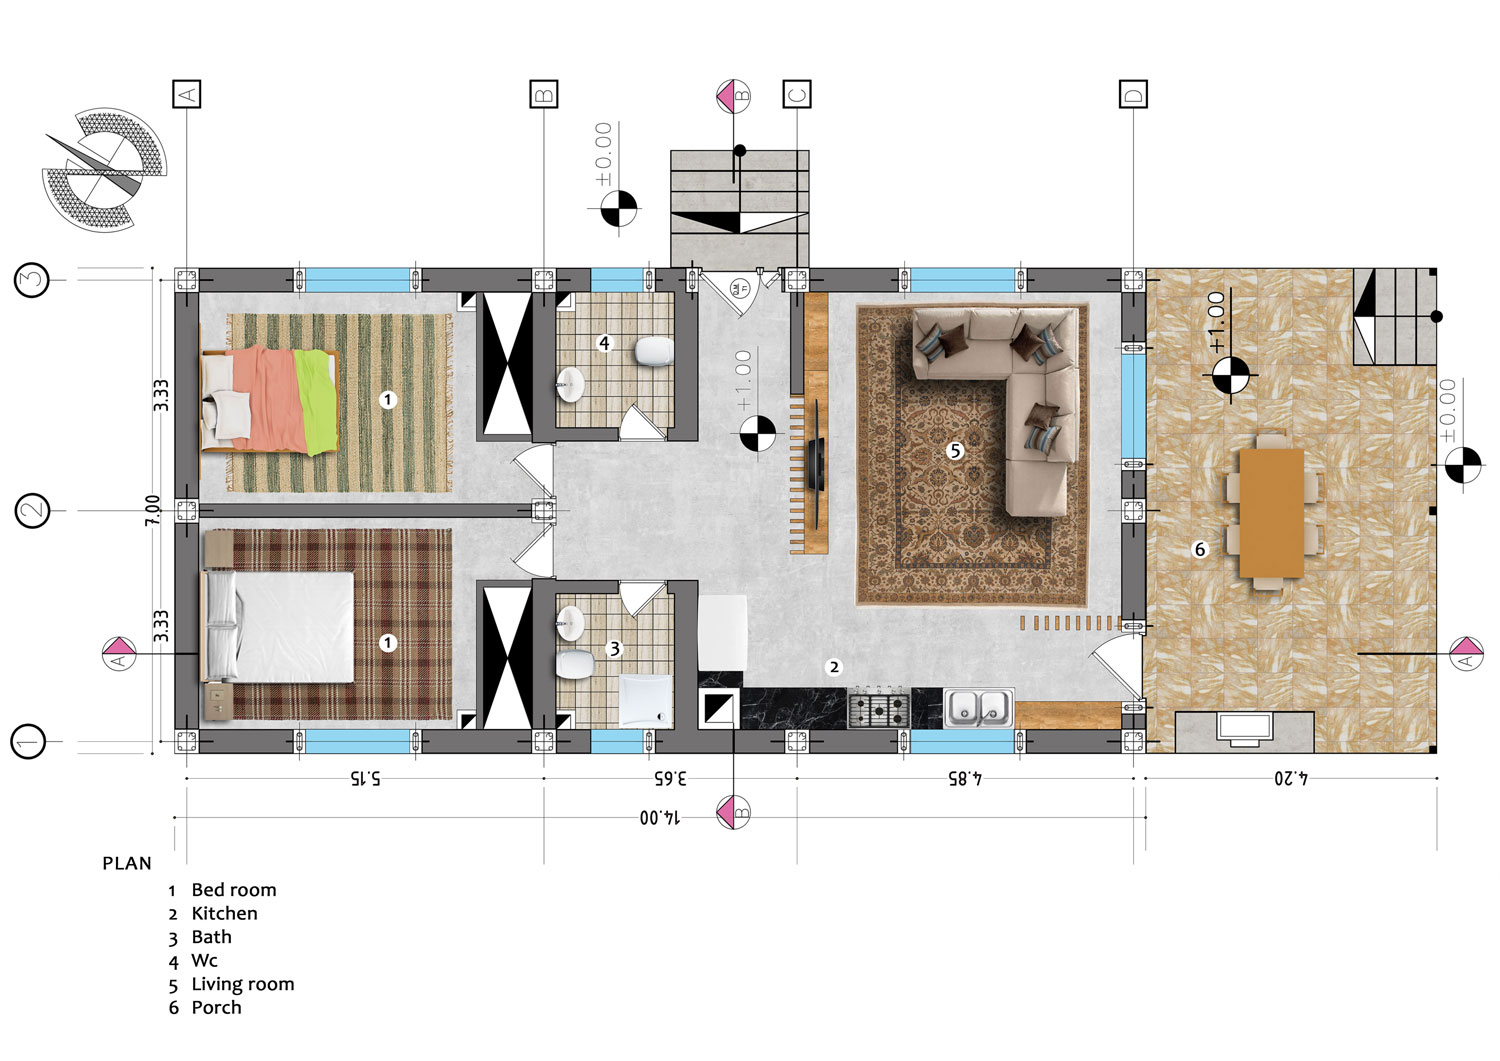 A
B
B
C
D
±0.00
3
4
D.M
+1.00
+1.00
±0.00
3.33
1
5
2
7.00
6
3.33
1
3
2
A
A
1
5.15
3.65
4.85
4.20
14.00
B
PLAN
1 Bed room
2 Kitchen
3 Bath
4 Wc
5 Living room
6 Porch